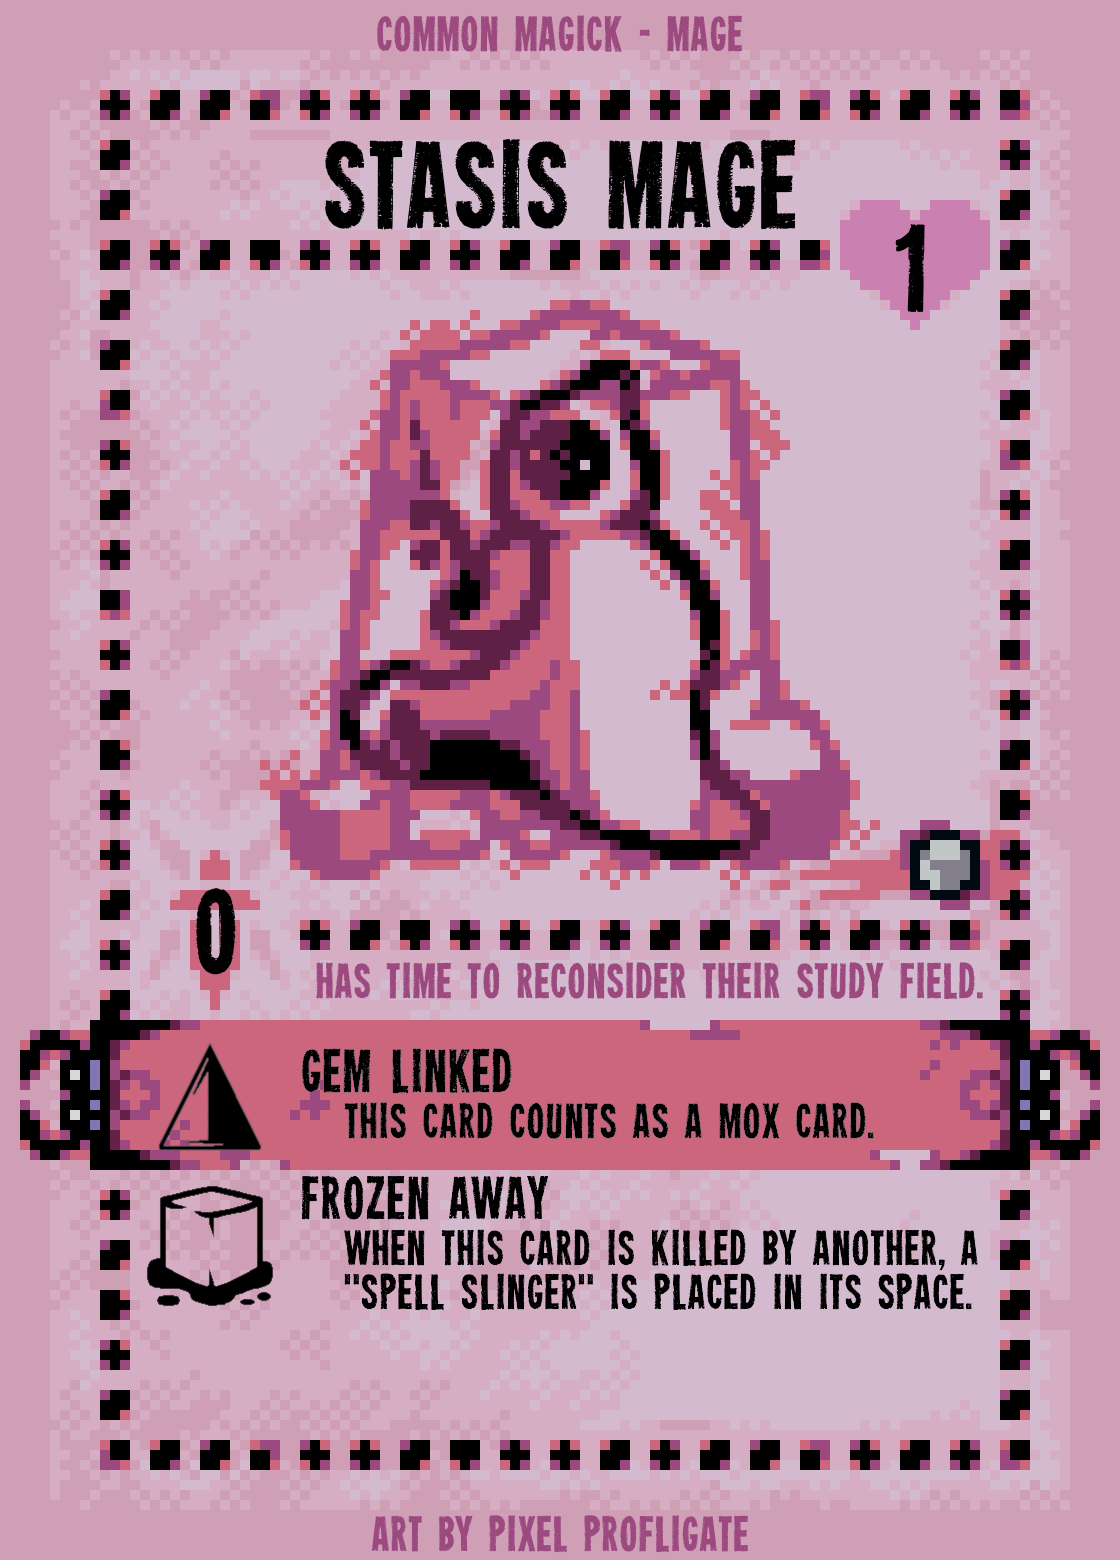 COMMON MAGICK - MAGE
STASIS MAGE
1
0
HAS TIME TO RECONSIDER THEIR STUDY FIELD.
GEM LINKED
THIS CARD COUNTS AS A MOX CARD.
FROZEN AWAY
WHEN THIS CARD IS KILLED BY ANOTHER, A
"SPELL SLINGER" IS PLACED IN ITS SPACE.
ART BY PIXEL PROFLIGATE